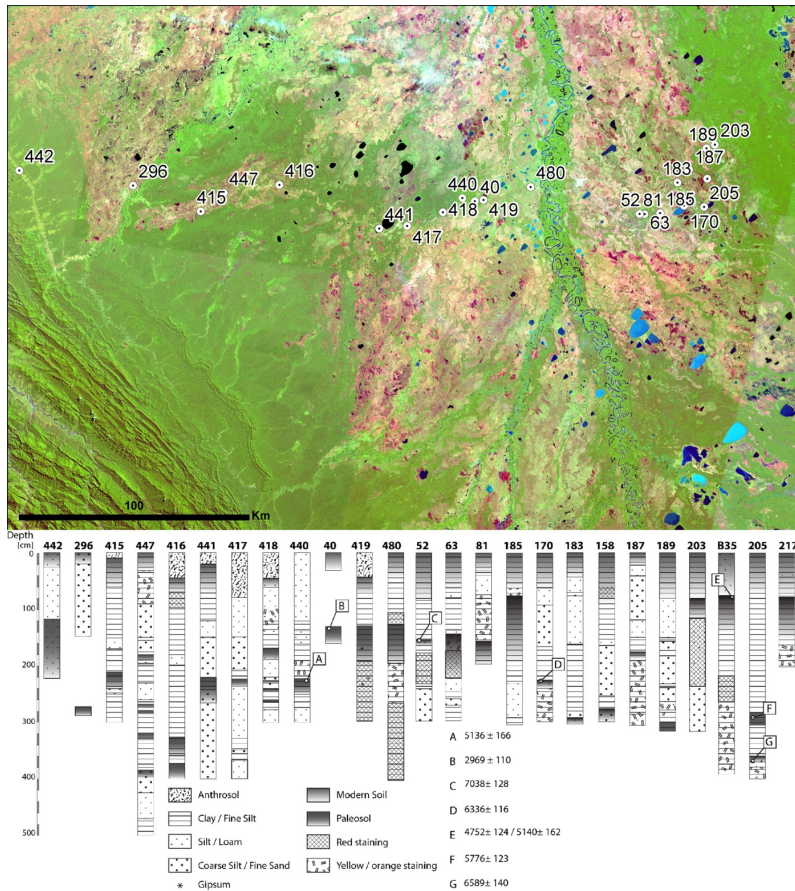 189 203
187
442
296
447 416
183
440 40
480
415
205
52 81 185
441
418 419
63 170
417
100
Km
Depth
[cm]
442 296 415 447 416 441 417 418 440 40 419 480 52 63 81 185 170 183 158 187 189 203 B35 205 217
0
E
100
B
C
A
D
200
F
300
A 5136± 166
B 2969± 110
G
C 7038± 128
400
D 6336± 116
Anthrosol
Modern Soil
Clay / Fine Silt
Paleosol
E 4752± 124 / 5140± 162
Silt / Loam
Red staining
F 5776± 123
500
Coarse Silt / Fine Sand
Yellow / orange staining
Gipsum
G 6589± 140